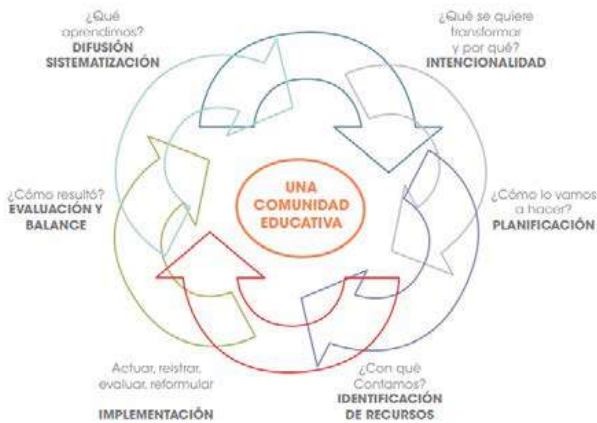 ¿Qué
aprendimos?
DIFUSIÓN
SISTEMATIZACIÓN
¿Qué se quiere
transformar
y por qué?
INTENCIONALIDAD
¿Cómo resultó?
EVALUACIÓN Y
BALANCE
UNA
COMUNIDAD
EDUCATIVA
¿Cómo lo vamos
a hacer?
PLANIFICACIÓN
Actuar, reistrar,
evaluar, reformular
IMPLEMENTACIÓN
¿Con qué
Contamos?
IDENTIFICACIÓN
DE RECURSOS